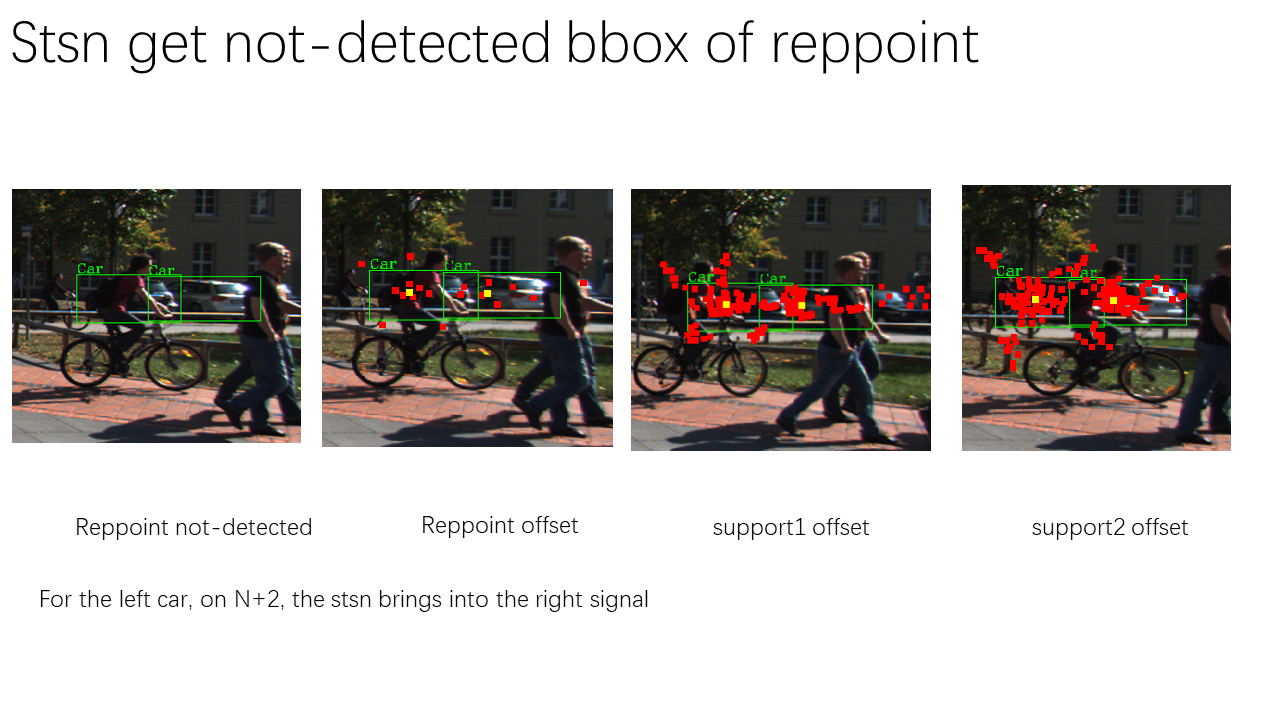 Stsn get not-detected bbox of reppoint
Car Car
Car Car
Car Car
Car ar
Reppoint not-detected
Reppoint offset
support1 offset
support2 offset
For the left car, on N+2, the stsn brings into the right signal